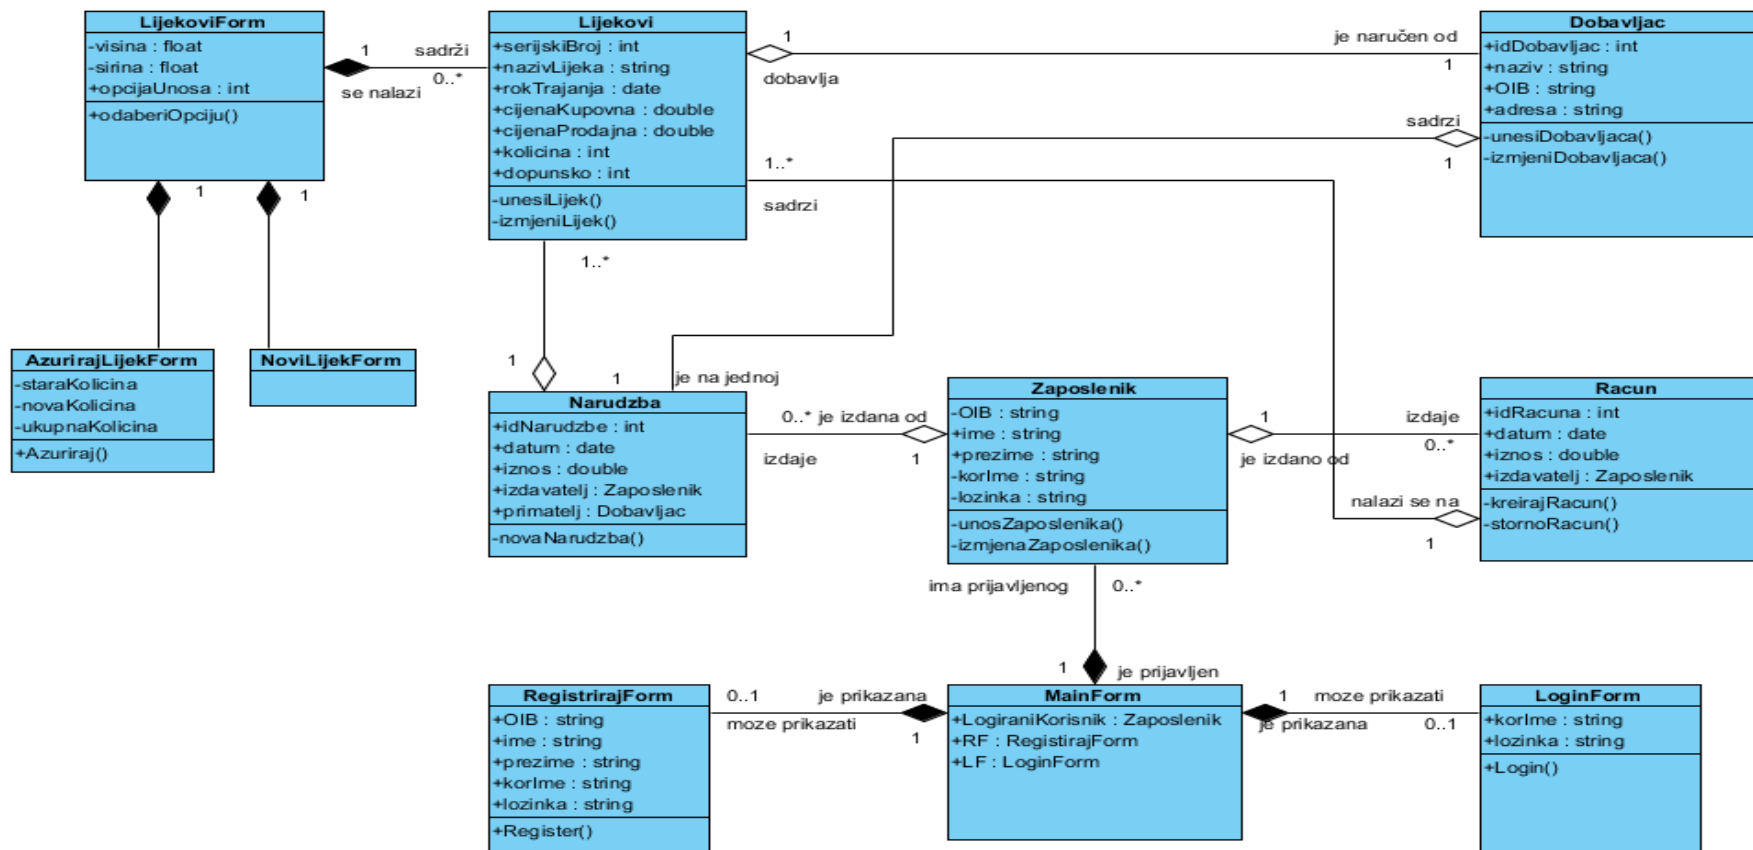 LijekoviForm
-visina : float
-sirina : float
+opcijaUnosa : int
+odaberiOpciju()
1
sadrži
0..*
se nalazi
Lijekovi
+serijskiBroj : int
+nazivLijeka : string
+rokTrajanja : date
+cijenaKupovna : double
+cijenaProdajna : double
+kolicina : int
+dopunsko : int
-unesiLijek()
-izmjeniLijek()
1
je naručen od
dobavlja
1
Dobavljac
+idDobavljac : int
+naziv : string
+OIB : string
+adresa : string
-unesiDobavljaca()
-izmjeniDobavljaca()
sadrzi
1
1..*
sadrzi
1
1
1..*
AzurirajLijekForm
-staraKolicina
-novaKolicina
-ukupnaKolicina
+Azuriraj()
NoviLijekForm
1
1
je na jednoj
Narudzba
+idNarudzbe : int
+datum : date
+iznos : double
+izdavatelj : Zaposlenik
+primatelj : Dobavljac
-novaNarudzba()
0..* je izdana od
izdaje
1
Zaposlenik
-OIB : string
+ime : string
+prezime : string
-korIme : string
-lozinka : string
-unosZaposlenika()
-izmjenaZaposlenika()
1
izdaje
0..*
je izdano od
nalazi se na
1
Racun
+idRacuna : int
+datum : date
+iznos : double
+izdavatelj : Zaposlenik
-kreirajRacun()
-stornoRacun()
ima prijavljenog
0..*
1
je prijavljen
RegistrirajForm
+OIB : string
+ime : string
+prezime : string
+korIme : string
+lozinka : string
+Register()
0..1
je prikazana
moze prikazati
1
MainForm
+LogiraniKorisnik : Zaposlenik
+RF : RegistirajForm
+LF : LoginForm
1
moze prikazati
je prikazana
0..1
LoginForm
+korIme : string
+lozinka : string
+Login()